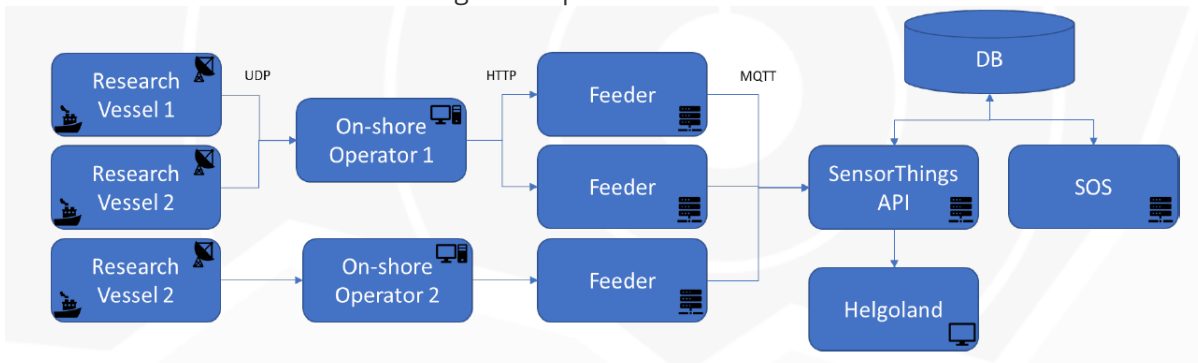 Research
Vessel 1
UDP
On-shore
Operator 1
HTTP
Feeder
MQTT
DB
Research
Vessel 2
Feeder
SensorThings
API
SOS
Research
Vessel 2
On-shore
Operator 2
Feeder
Helgoland